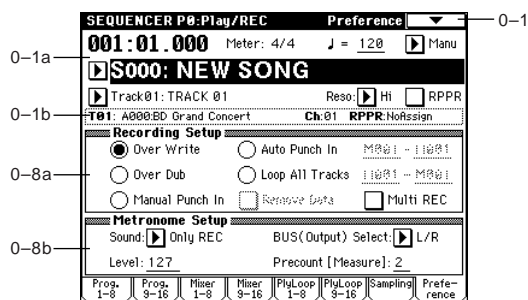 SEQUENCER P0:Play/REC Preference
0–1
001:01.000 Meter: 4/4 ♩ = 120 Manu
0–1a
S000: NEW SONG
Track01: TRACK 01 Reso: Hi RPPR
0–1b
T01: A000:BD Grand Concert Ch:01 RPPR:NoAssign
Recording Setup
Over Write Auto Punch In M001 - M001
0–8a
Over Dub Loop All Tracks M001 - M001
Manual Punch In Remove Data Multi REC
Metronome Setup
Sound: Only REC BUS(Output) Select: L/R
0–8b
Level: 127 Precount [Measure]: 2
Prog. 1-8 Prog. 9-16 Mixer 1-8 Mixer 9-16 PlyLoop 1-8 PlyLoop 9-16 Sampling Prefe- rence